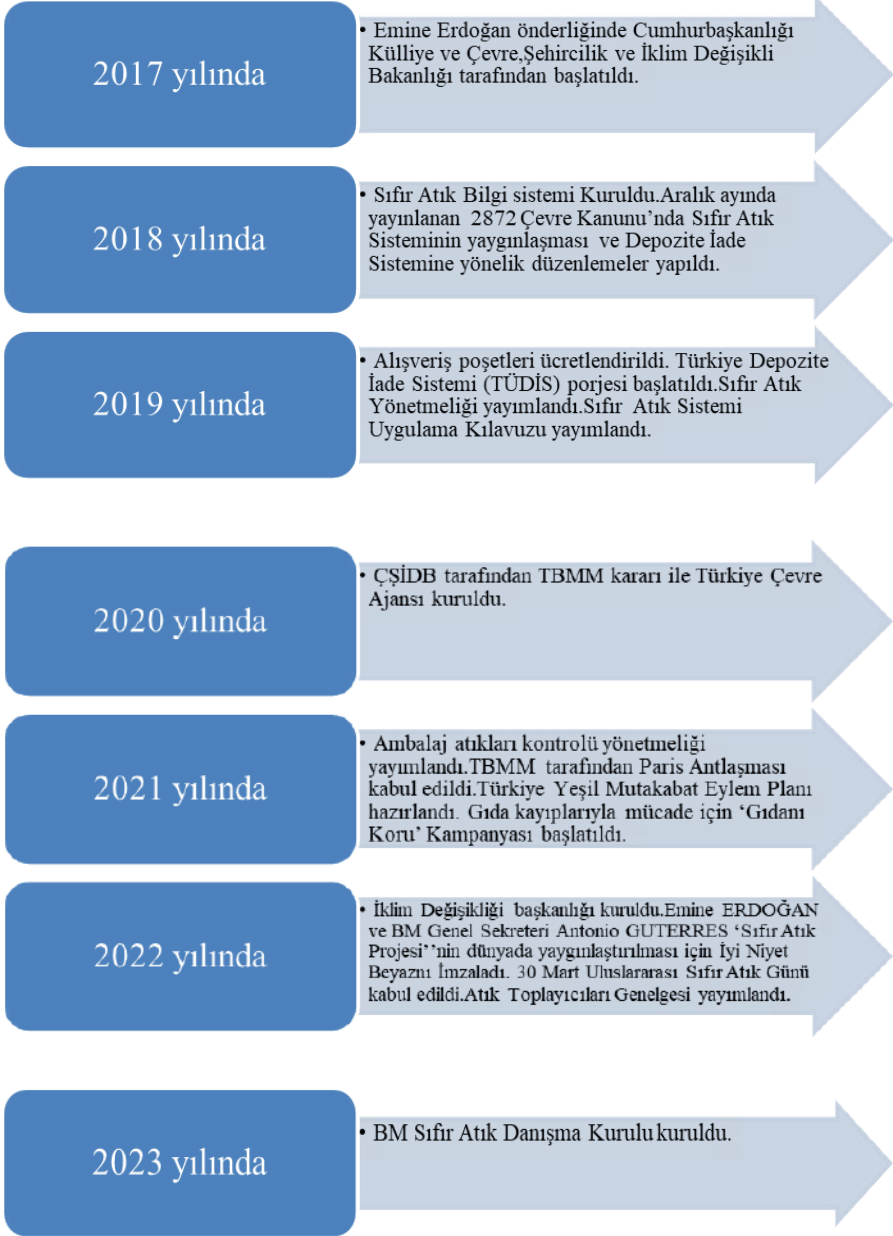 2017 yılında
• Emine Erdoğan önderliğinde Cumhurbaşkanlığı
Külliye ve Çevre,Şehircilik ve İklim Değişikli
Bakanlığı tarafından başlatıldı.
2018 yılında
• Sıfır Atık Bilgi sistemi Kuruldu.Aralık ayında
yayınlanan 2872 Çevre Kanunu’nda Sıfır Atık
Sisteminin yaygınlaşması ve Depozite İade
Sistemine yönelik düzenlemeler yapıldı.
2019 yılında
• Alışveriş poşetleri ücretlendirildi. Türkiye Depozite
İade Sistemi (TÜDİS) porjesi başlatıldı.Sıfır Atık
Yönetmeliği yayımlandı.Sıfır Atık Sistemi
Uygulama Kılavuzu yayımlandı.
2020 yılında
• ÇŞİDB tarafından TBMM kararı ile Türkiye Çevre
Ajansı kuruldu.
2021 yılında
• Ambalaj atıkları kontrolü yönetmeliği
yayımlandı.TBMM tarafından Paris Antlaşması
kabul edildi.Türkiye Yeşil Mutakabat Eylem Planı
hazırlandı. Gıda kayıplarıyla mücade için ‘Gıdanı
Koru’ Kampanyası başlatıldı.
2022 yılında
• İklim Değişikliği başkanlığı kuruldu.Emine ERDOĞAN
ve BM Genel Sekreteri Antonio GUTERRES ‘Sıfır Atık
Projesi’’nin dünyada yaygınlaştırılması için İyi Niyet
Beyaznı İmzaladı. 30 Mart Uluslararası Sıfır Atık Günü
kabul edildi.Atık Toplayıcıları Genelgesi yayımlandı.
2023 yılında
• BM Sıfır Atık Danışma Kurulu kuruldu.